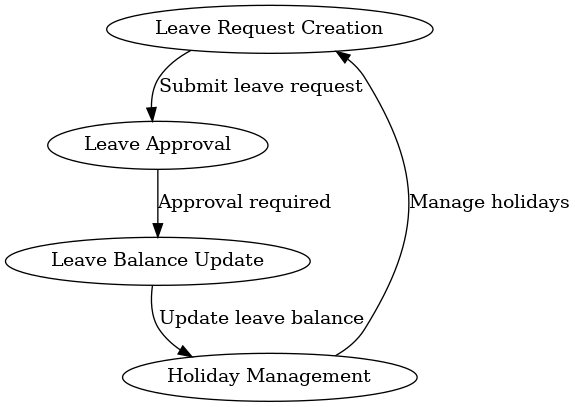 Leave Request Creation
Submit leave request
Leave Approval
Approval required
Manage holidays
Leave Balance Update
Update leave balance
Holiday Management